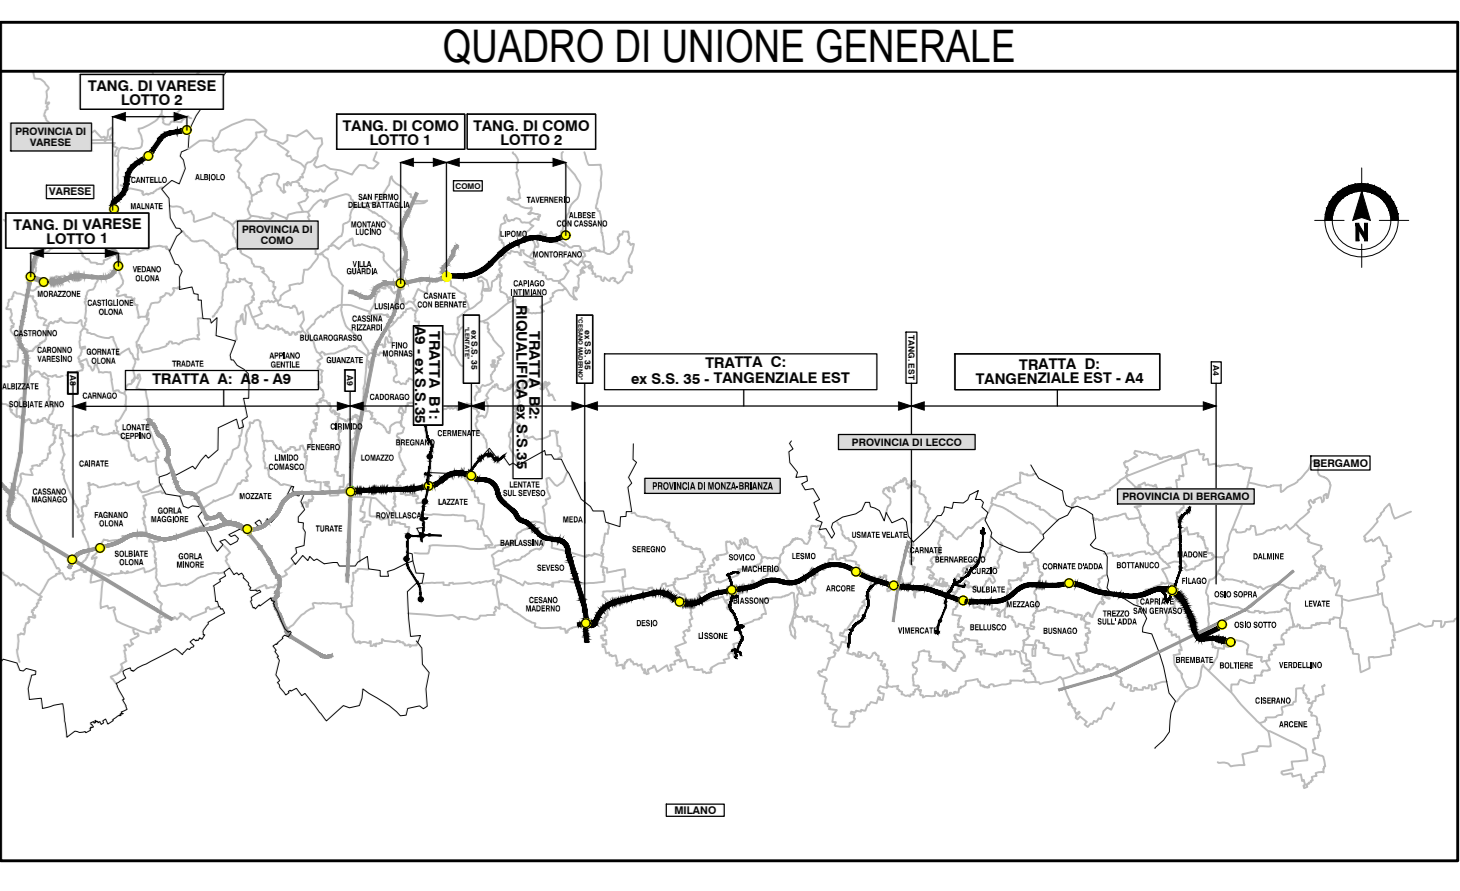 QUADRO DI UNIONE GENERALE
TANG. DI VARESE
LOTTO 2
PROVINCIA DI
VARESE
CANTELLO
ALBIOLO
VARESE
MALNATE
TANG. DI VARESE
LOTTO 1
VEDANO
OLONA
MORAZZONE
CASTIGLIONE
OLONA
CASTRONNO
CARONNO
VARESINO
GORNATE
OLONA
ALBIZZATE
SOLBIATE ARNO
CARNAGO
TRADATE
PROVINCIA DI
COMO
TANG. DI COMO
LOTTO 1
TANG. DI COMO
LOTTO 2
COMO
SAN FERMO
DELLA BATTAGLIA
MONTANO
LUCINO
VILLA
GUARDIA
TAVERNERIO
ALBESE
CON CASSANO
LIPOMO
MONTORFANO
CAPIAGO
INTIMIANO
LUSIAGO
CASNATE
CON BERNATE
CASSINA
RIZZARDI
BULGAROGRASSO
FINO
MORNAS
APPIANO
GENTILE
GUANZATE
N
A8
TRATTA A: A8 - A9
A9
TRATTA B1:
A9 - ex S.S.35
ex S.S. 35
"LENTATE"
TRATTA B2:
RIQUALIFICA ex S.S.35
ex S.S. 35
"CESANO MADERNO"
TRATTA C:
ex S.S. 35 - TANGENZIALE EST
TANG. EST
TRATTA D:
TANGENZIALE EST - A4
A4
CADORAGO
CIRIMIDO
FENEGRO
BREGNANO
CERMENATE
LOMAZZO
LIMIDO
COMASCO
LONATE
CEPPINO
CAIRATE
CASSANO
MAGNAGO
MOZZATE
FAGNANO
OLONA
GORLA
MAGGIORE
SOLBIATE
OLONA
GORLA
MINORE
TURATE
ROVELLASCA
LAZZATE
LENTATE
SUL SEVESO
MEDA
BARLASSINA
SEVESO
CESANO
MADERNO
PROVINCIA DI MONZA-BRIANZA
PROVINCIA DI LECCO
PROVINCIA DI BERGAMO
BERGAMO
SEREGNO
DESIO
LISSONE
SOVICO
MACHERIO
BIASSONO
LESMO
ARCORE
USMATE VELATE
CARNATE
BERNAREGGIO
SULBIATE
MEZZAGO
VIMERCATE
BELLUSCO
BUSNAGO
CORNATE D'ADDA
BOTTANUCO
TREZZO
SULL'ADDA
CAPRIATE
SAN GERVASO
MADONE
FILAGO
DALMINE
OSIO SOPRA
OSIO SOTTO
LEVATE
BREMBATE
BOLTIERE
VERDELLINO
CISERANO
ARCENE
MILANO